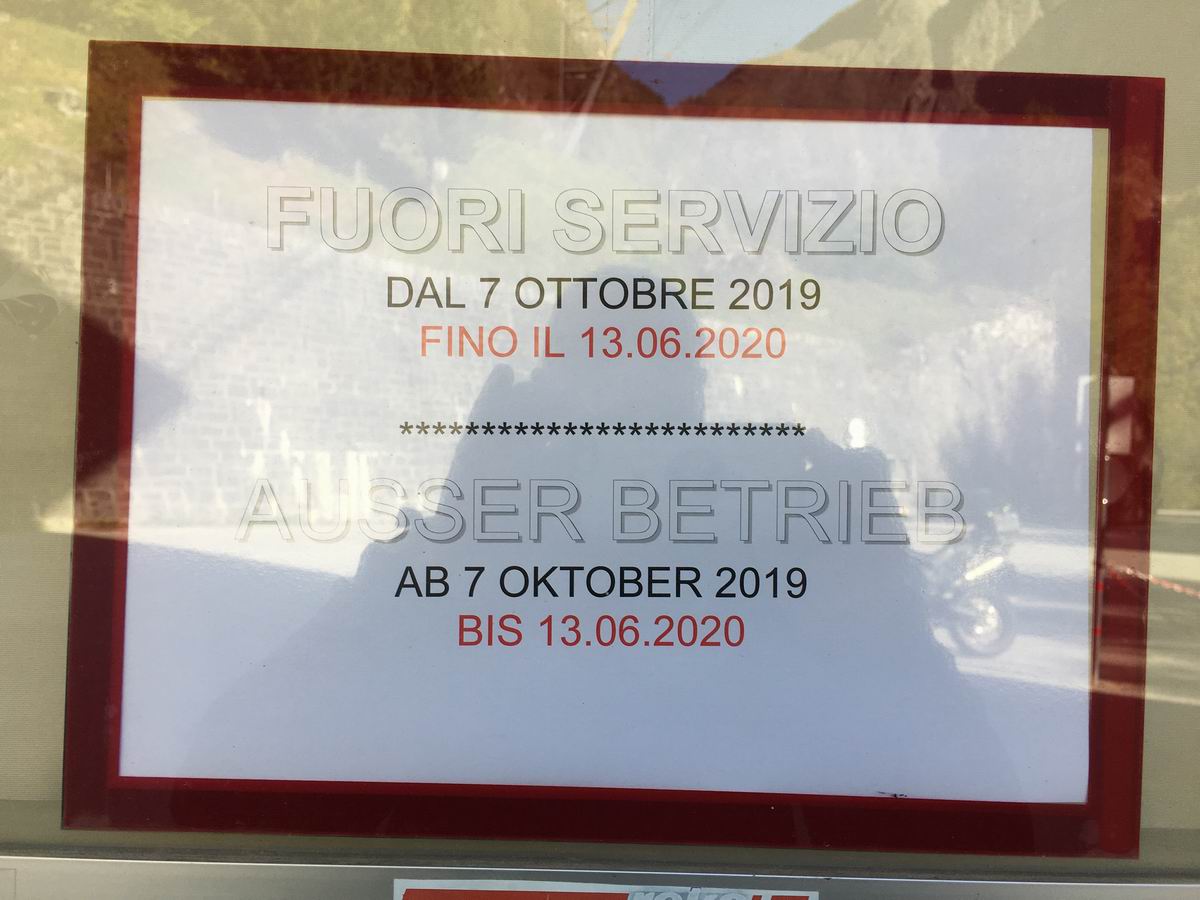 FUORI SERVIZIO
DAL 7 OTTOBRE 2019
FINO IL 13.06.2020
*************************
AUSSER BETRIEB
AB 7 OKTOBER 2019
BIS 13.06.2020